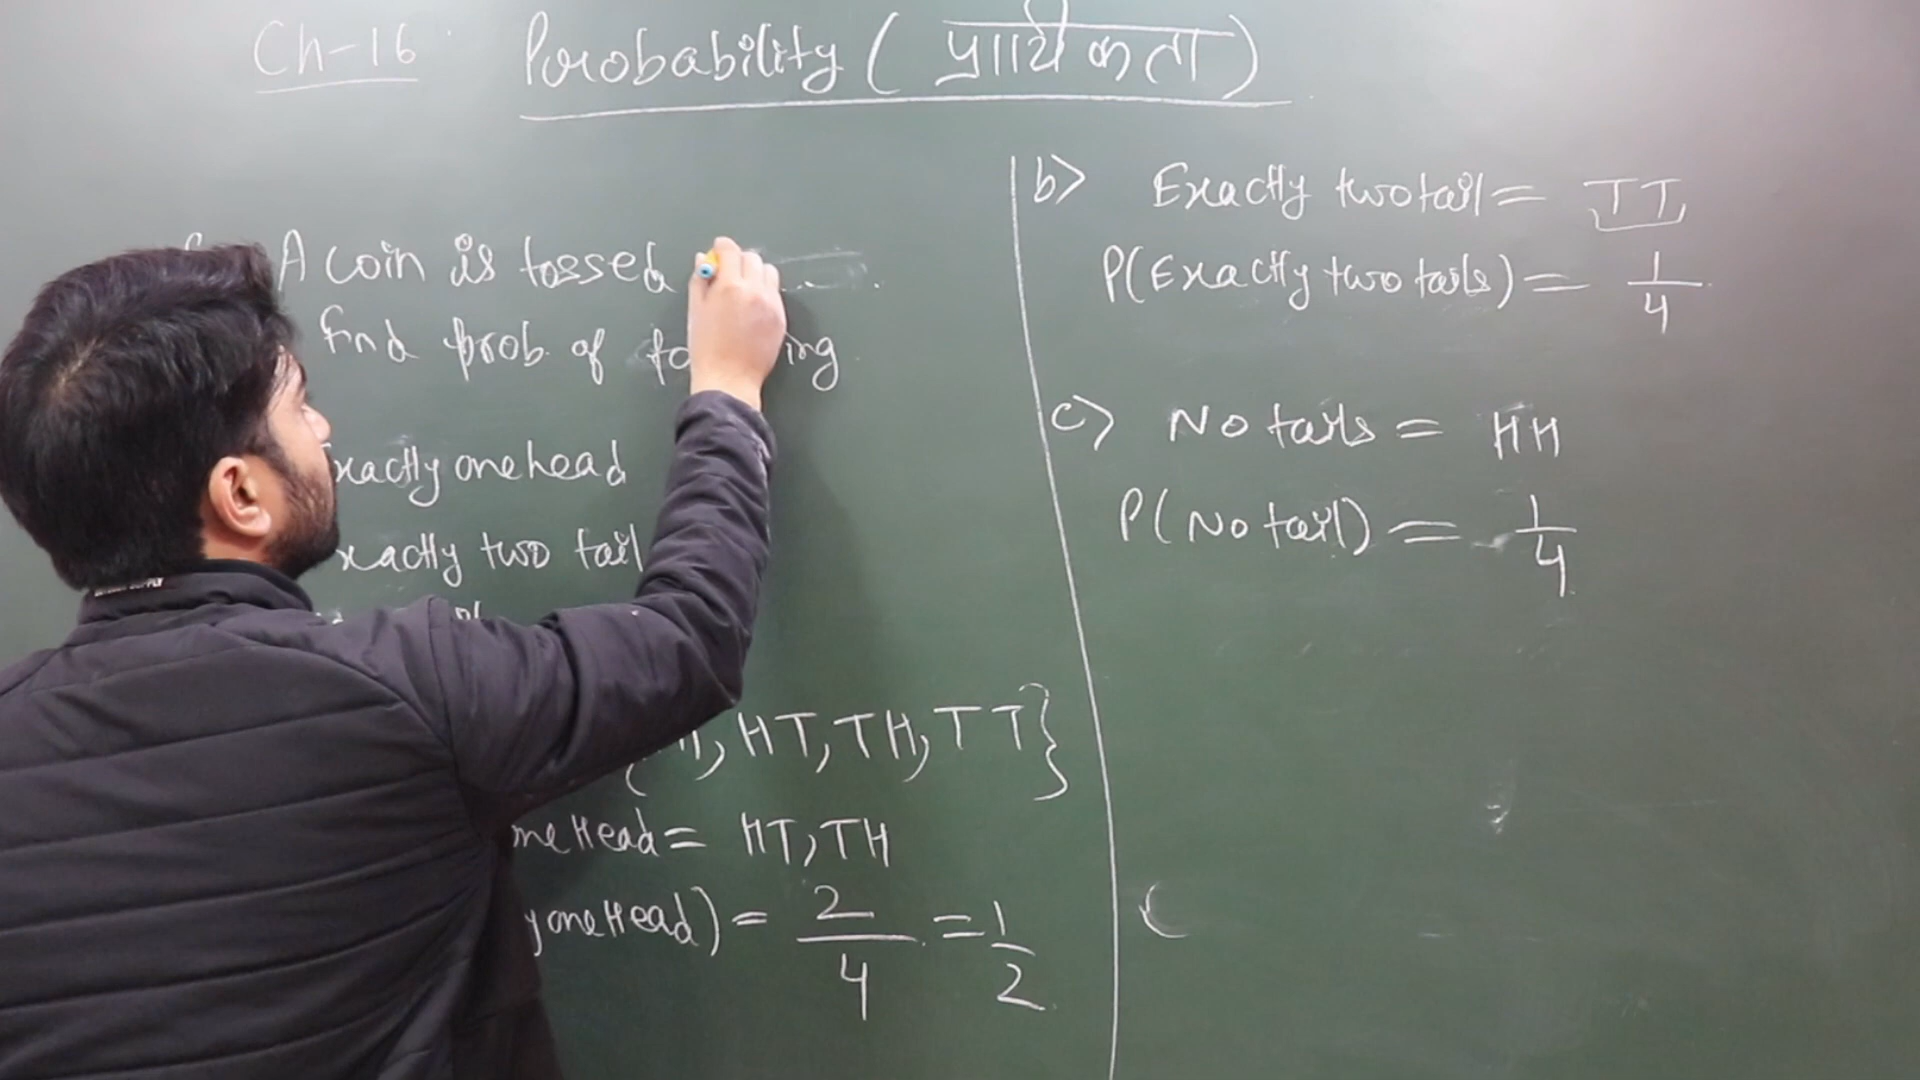 Ch-16 Probability ( प्रायिकता )
A coin is tossed
find prob. of
xactly one head
xactly two tail
HT, TH, TT}
one Head = HT, TH
y one Head) = 2/4 = 1/2
b> Exactly two tail = TT
P(Exactly two tails) = 1/4
c> No tails = HH
P(No tail) = 1/4